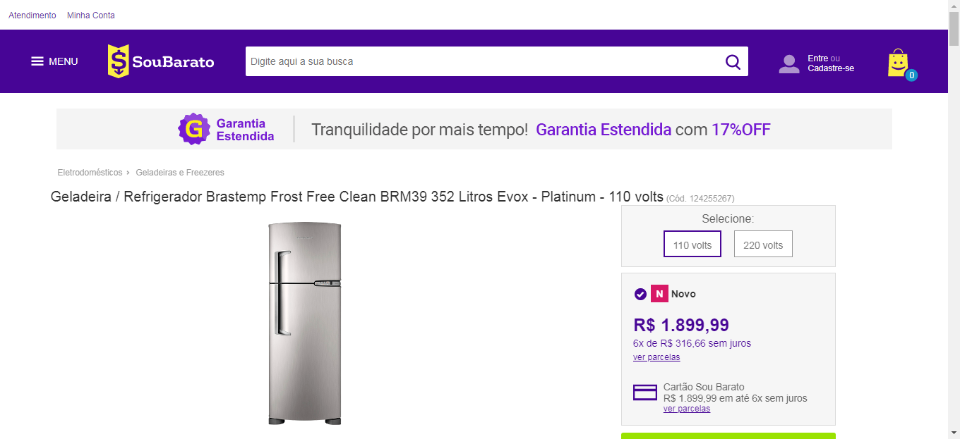 Atendimento Minha Conta
MENU
$ SouBarato
Digite aqui a sua busca
Entre ou
Cadastre-se
0
G
Garantia
Estendida
Tranquilidade por mais tempo! Garantia Estendida com 17%OFF
Eletrodomésticos > Geladeiras e Freezeres
Geladeira / Refrigerador Brastemp Frost Free Clean BRM39 352 Litros Evox - Platinum - 110 volts (Cód. 124255267)
Selecione:
110 volts 220 volts
N Novo
R$ 1.899,99
6x de R$ 316,66 sem juros
ver parcelas
Cartão Sou Barato
R$ 1.899,99 em até 6x sem juros
ver parcelas